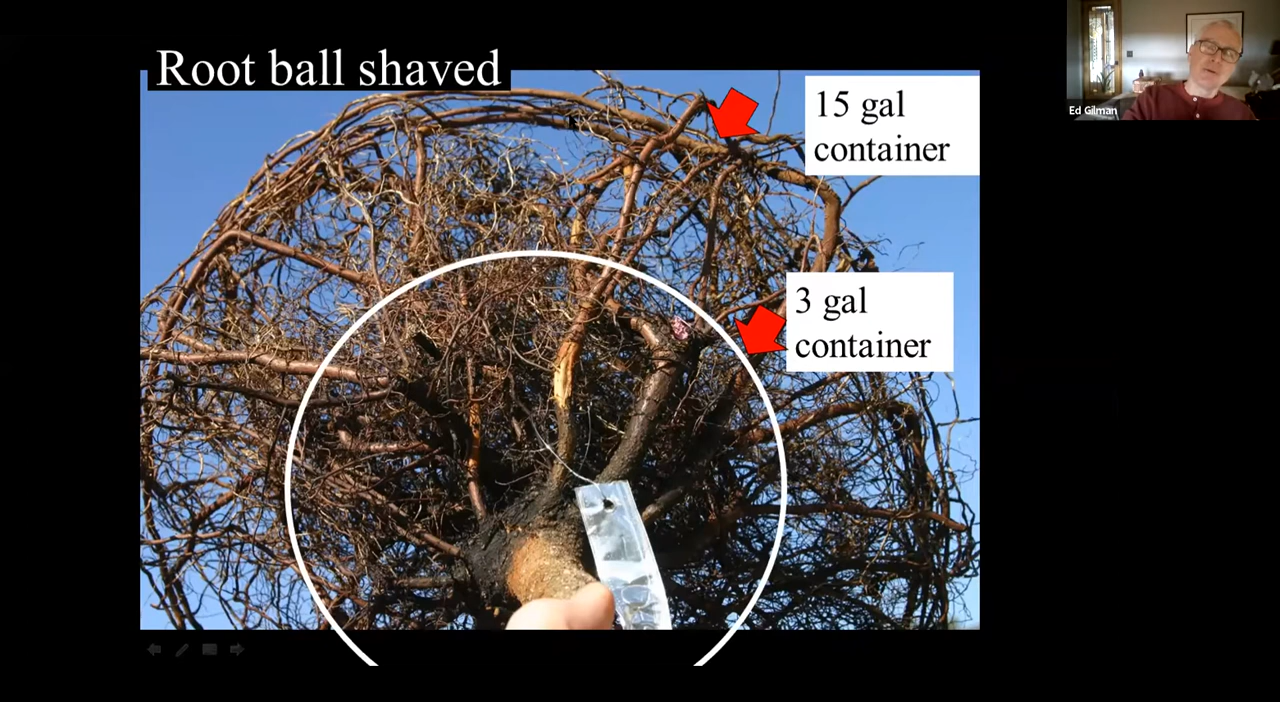 Root ball shaved
15 gal
container
3 gal
container
Ed Gilman